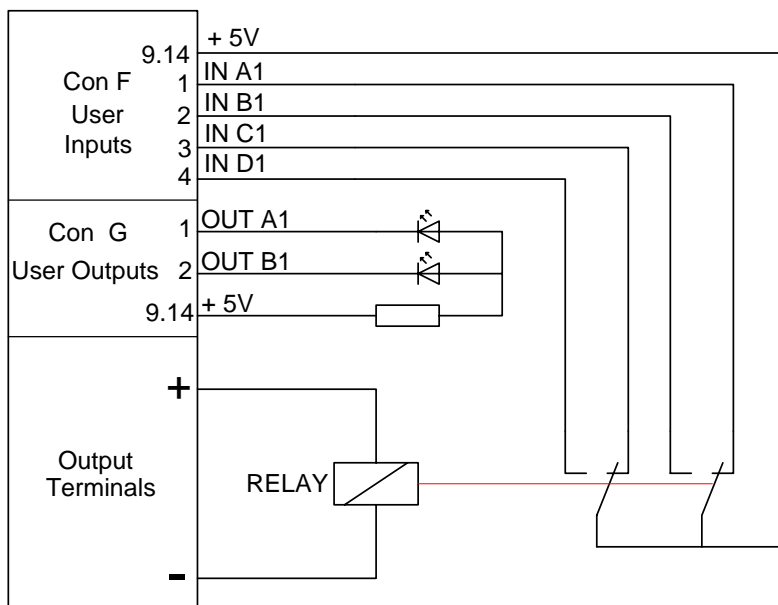 9.14 + 5V
Con F
1 IN A1
User
2 IN B1
Inputs
3 IN C1
4 IN D1
Con G
1 OUT A1
User Outputs 2 OUT B1
9.14 + 5V
+
Output
Terminals
RELAY
-